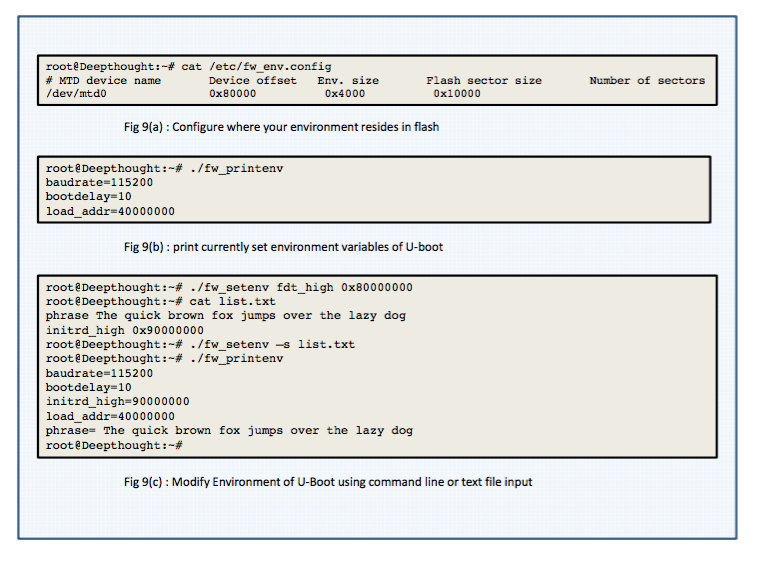 root@Deepthought:~# cat /etc/fw_env.config
# MTD device name Device offset Env. size Flash sector size Number of sectors
/dev/mtd0 0x80000 0x4000 0x10000
Fig 9(a) : Configure where your environment resides in flash
root@Deepthought:~# ./fw_printenv
baudrate=115200
bootdelay=10
load_addr=40000000
Fig 9(b) : print currently set environment variables of U-boot
root@Deepthought:~# ./fw_setenv fdt_high 0x80000000
root@Deepthought:~# cat list.txt
phrase The quick brown fox jumps over the lazy dog
initrd_high 0x90000000
root@Deepthought:~# ./fw_setenv –s list.txt
root@Deepthought:~# ./fw_printenv
baudrate=115200
bootdelay=10
initrd_high=90000000
load_addr=40000000
phrase= The quick brown fox jumps over the lazy dog
root@Deepthought:~#
Fig 9(c) : Modify Environment of U-Boot using command line or text file input